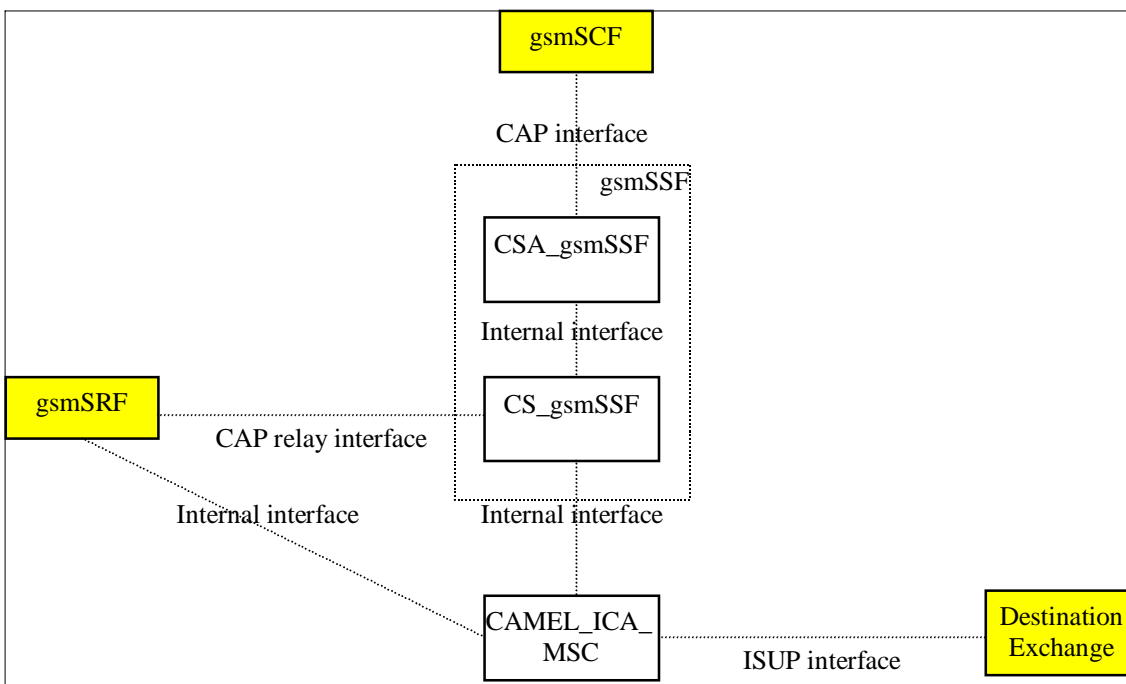 gsmSCF
CAP interface
gsmSSF
CSA_gsmSSF
Internal interface
gsmSRF
CS_gsmSSF
CAP relay interface
Internal interface
Internal interface
CAMEL_ICA_
MSC
Destination
Exchange
ISUP interface